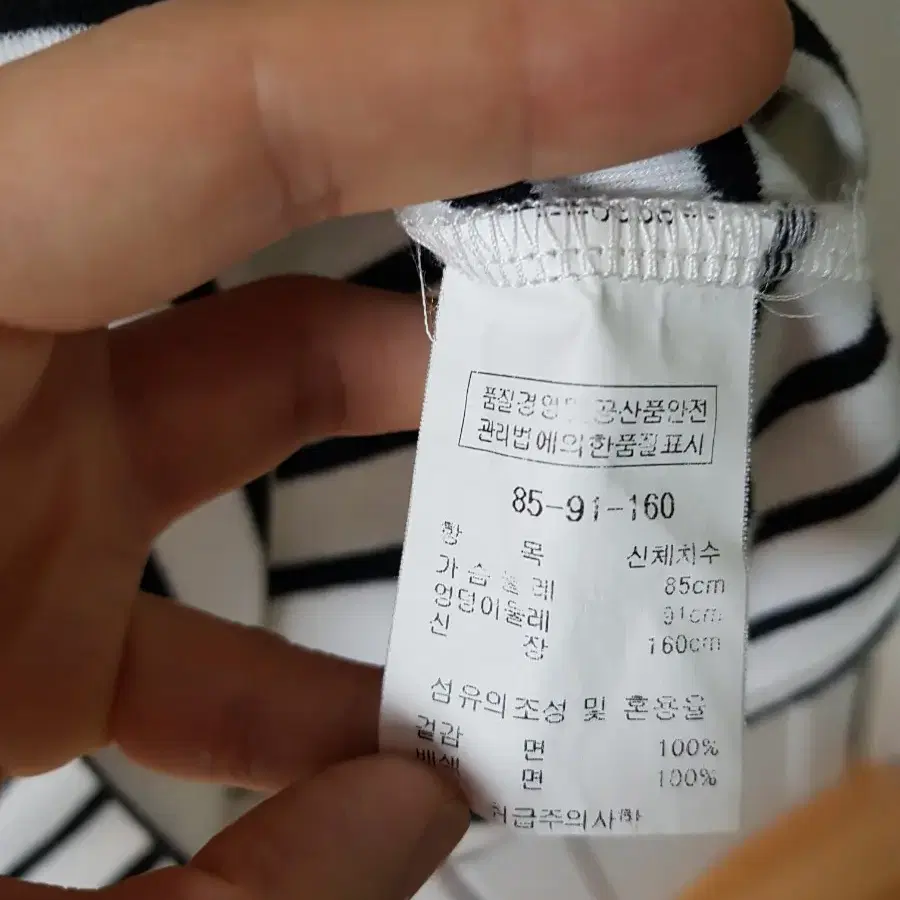 품질경영및 공산품안전
관리법에의한품질표시
85-91-160
항 목 신체치수
가슴둘레 85cm
엉덩이둘레 91cm
신 장 160cm
섬유의조성 및 혼용율
겉감 면 100%
배색 면 100%
취급주의사항